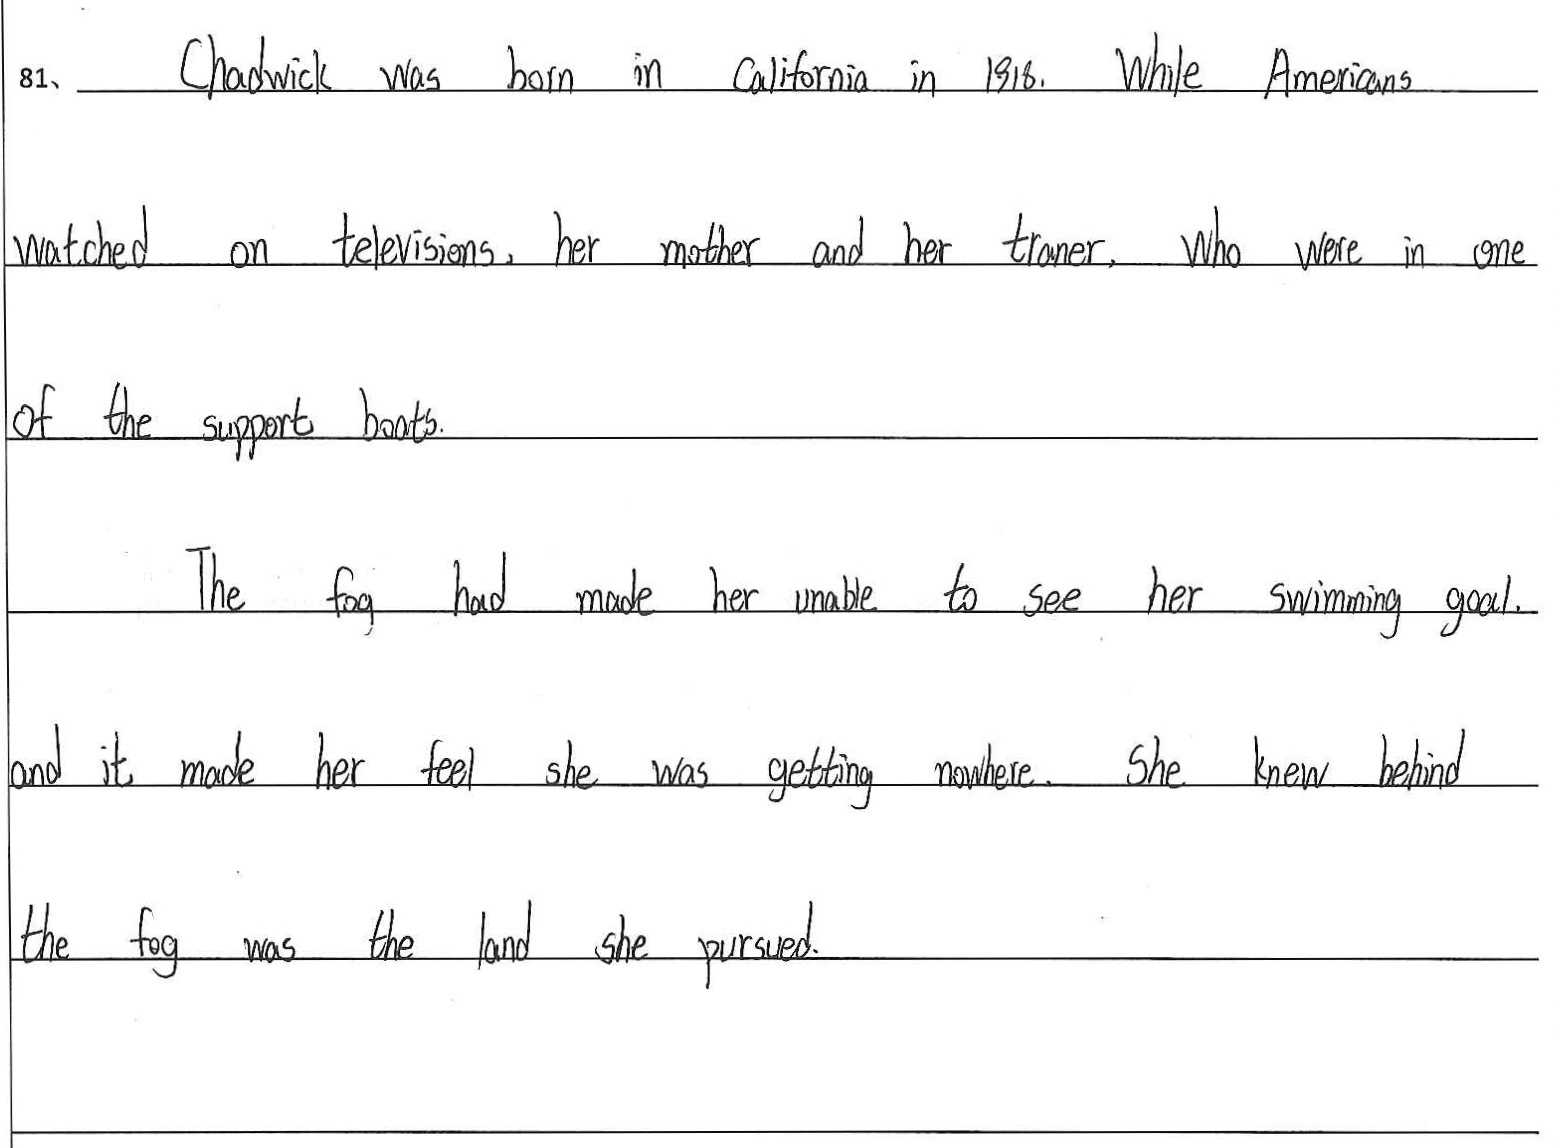 81、 Chadwick was born in California in 1918. While Americans
watched on televisions, her mother and her traner, who were in one
of the support boats.
The fog had made her unable to see her swimming goal.
and it made her feel she was getting nowhere. She knew behind
the fog was the land she pursued.